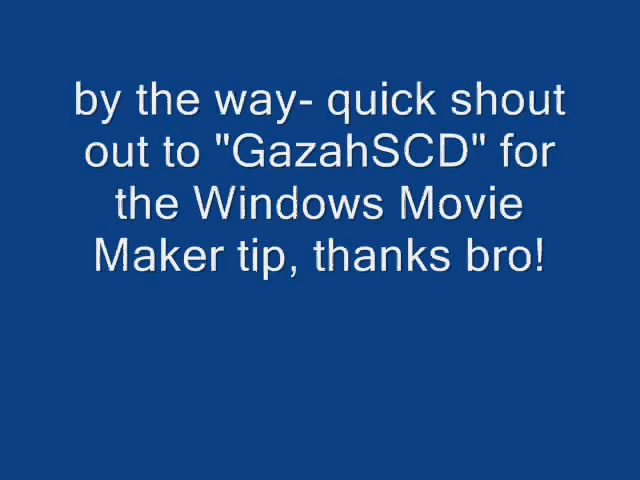 by the way- quick shout
out to "GazahSCD" for
the Windows Movie
Maker tip, thanks bro!